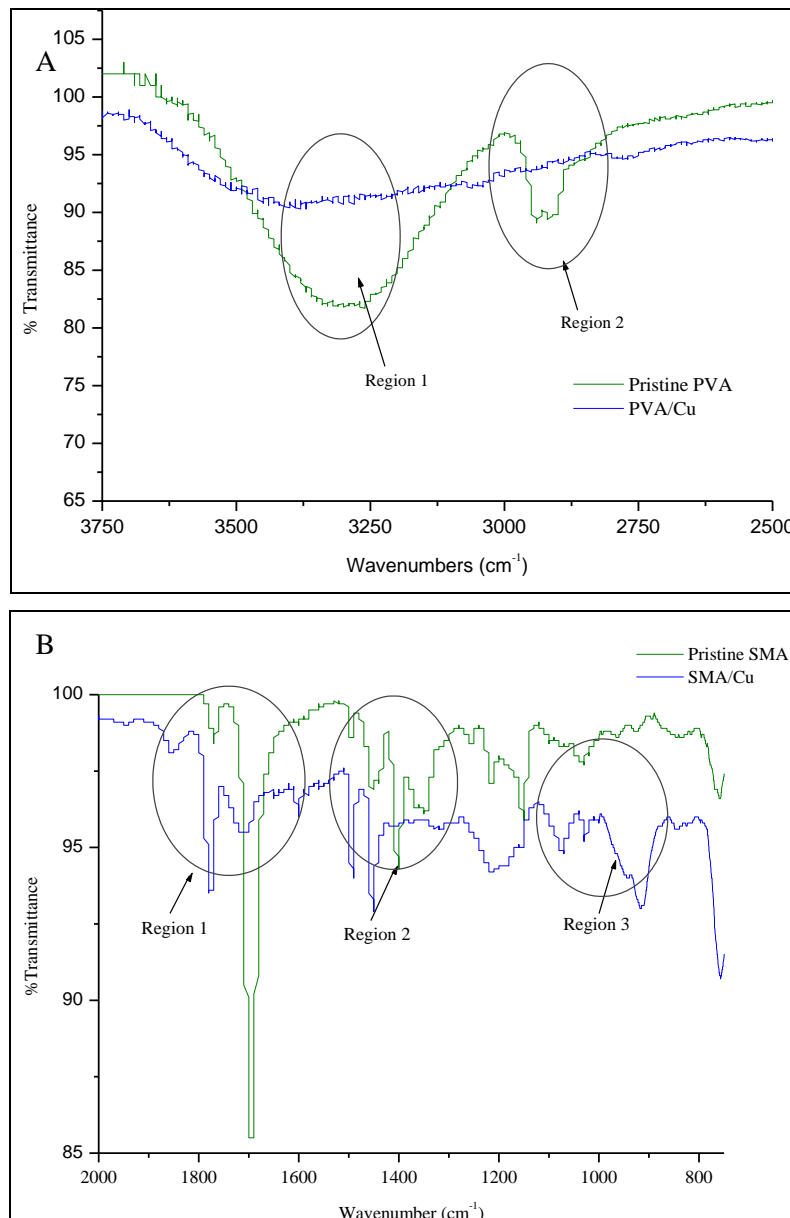 A
105
100
95
90
85
80
75
70
65
% Transmittance
Region 1
Region 2
Pristine PVA
PVA/Cu
3750 3500 3250 3000 2750 2500
Wavenumbers (cm-1)
B
Pristine SMA
SMA/Cu
100
95
90
85
%Transmittance
Region 1
Region 2
Region 3
2000 1800 1600 1400 1200 1000 800
Wavenumber (cm-1)